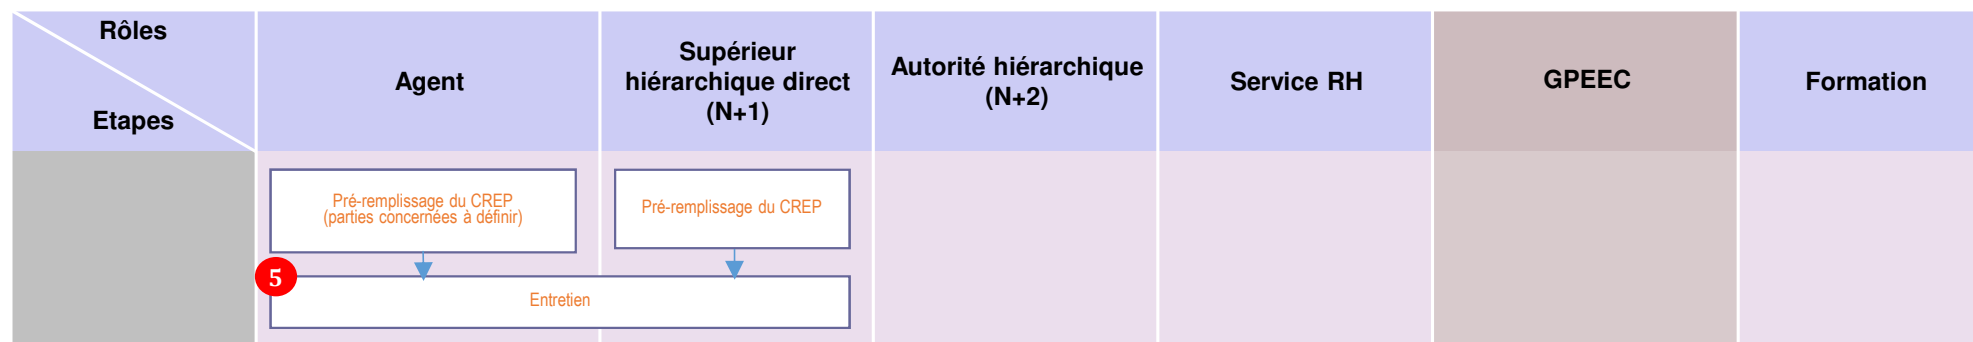 Rôles
Etapes
Agent
Supérieur
hiérarchique direct
(N+1)
Autorité hiérarchique
(N+2)
Service RH
GPEEC
Formation
Pré-remplissage du CREP
(parties concernées à définir)
Pré-remplissage du CREP
5
Entretien